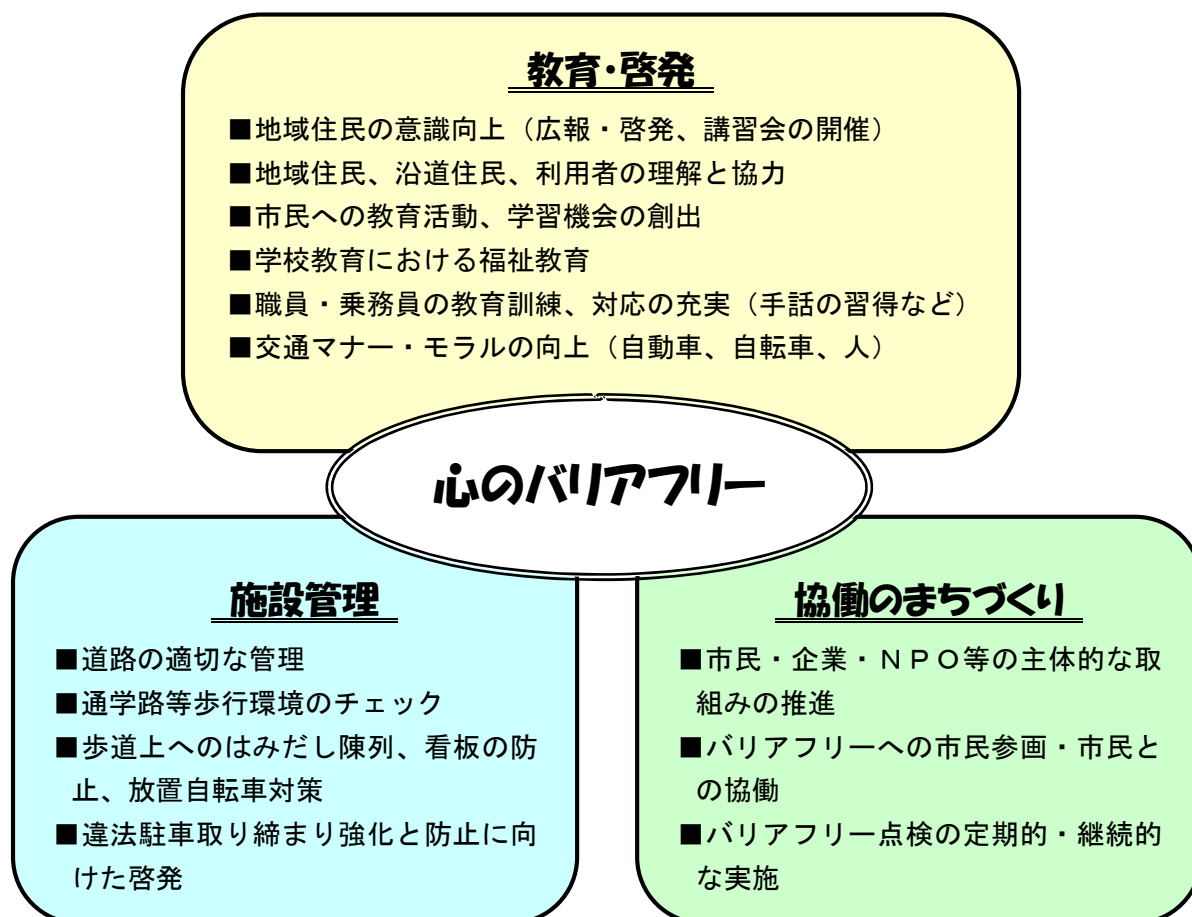 教育・啓発
■地域住民の意識向上（広報・啓発、講習会の開催）
■地域住民、沿道住民、利用者の理解と協力
■市民への教育活動、学習機会の創出
■学校教育における福祉教育
■職員・乗務員の教育訓練、対応の充実（手話の習得など）
■交通マナー・モラルの向上（自動車、自転車、人）
心のバリアフリー
施設管理
■道路の適切な管理
■通学路等歩行環境のチェック
■歩道上へのはみだし陳列、看板の防
止、放置自転車対策
■違法駐車取り締まり強化と防止に向
けた啓発
協働のまちづくり
■市民・企業・ＮＰＯ等の主体的な取
組みの推進
■バリアフリーへの市民参画・市民と
の協働
■バリアフリー点検の定期的・継続的
な実施